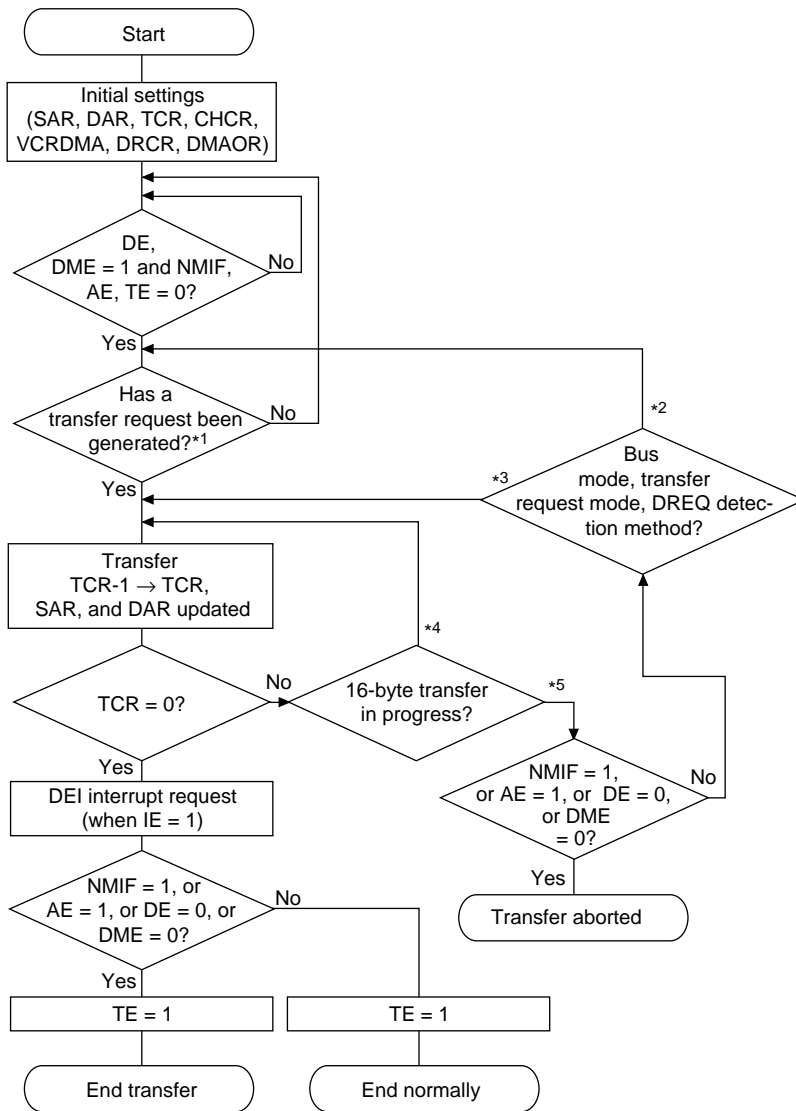 Start
Initial settings
(SAR, DAR, TCR, CHCR,
VCRDMA, DRCR, DMAOR)
DE,
DME = 1 and NMIF,
AE, TE = 0?
No
Yes
Has a
transfer request been
generated?*1
No
Yes
*2
Bus
mode, transfer
request mode, DREQ detec-
tion method?
*3
Transfer
TCR-1 → TCR,
SAR, and DAR updated
*4
TCR = 0?
No
Yes
16-byte transfer
in progress?
*5
NMIF = 1,
or AE = 1, or DE = 0,
or DME
= 0?
No
Yes
Transfer aborted
DEI interrupt request
(when IE = 1)
NMIF = 1, or
AE = 1, or DE = 0, or
DME = 0?
No
Yes
TE = 1
TE = 1
End transfer
End normally